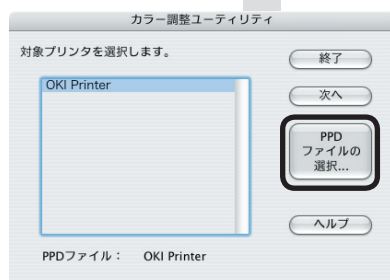 カラー調整ユーティリティ
対象プリンタを選択します。
OKI Printer
終了
次へ
PPD
ファイルの
選択...
ヘルプ
PPDファイル： OKI Printer